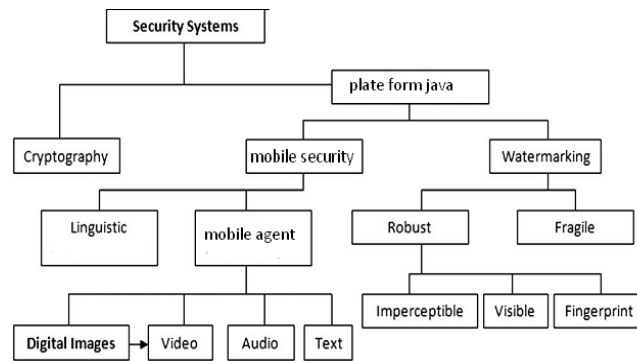 Security Systems
plate form java
Cryptography
mobile security
Watermarking
Linguistic
mobile agent
Robust
Fragile
Imperceptible
Visible
Fingerprint
Digital Images
Video
Audio
Text